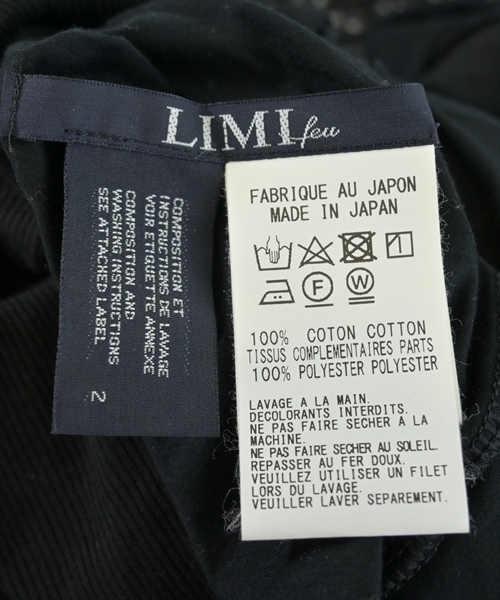 LIMI feu
COMPOSITION ET
INSTRUCTIONS DE LAVAGE
VOIR ETIQUETTE ANNEXE
COMPOSITION AND
WASHING INSTRUCTIONS
SEE ATTACHED LABEL
2
FABRIQUE AU JAPON
MADE IN JAPAN
F W
100% COTON COTTON
TISSUS COMPLEMENTAIRES PARTS
100% POLYESTER POLYESTER
LAVAGE A LA MAIN.
DECOLORANTS INTERDITS.
NE PAS FAIRE SECHER A LA
MACHINE.
NE PAS FAIRE SECHER AU SOLEIL.
REPASSER AU FER DOUX.
VEUILLEZ UTILISER UN FILET
LORS DU LAVAGE.
VEUILLER LAVER SEPAREMENT.